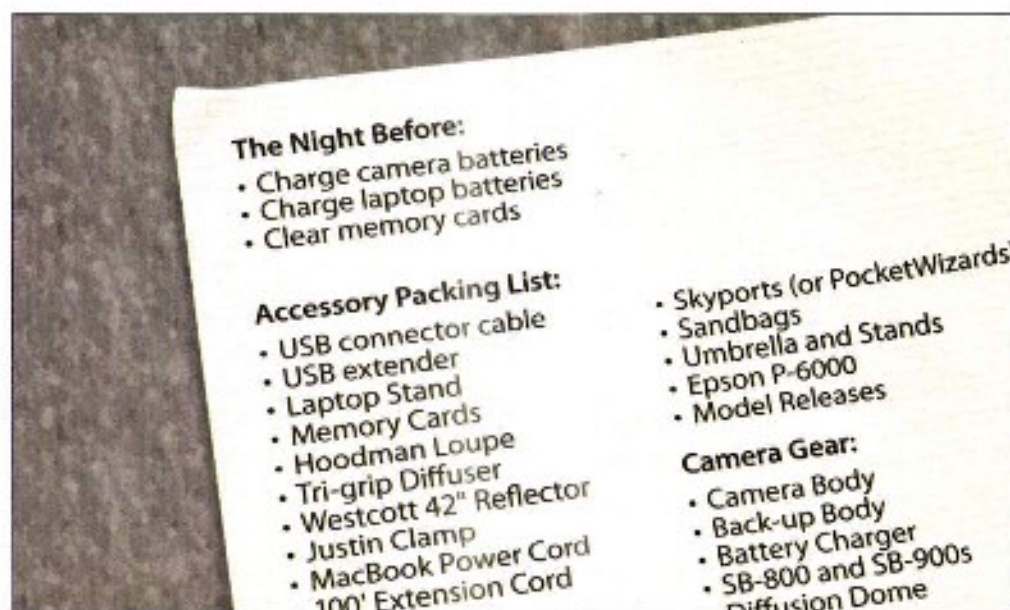 The Night Before:
• Charge camera batteries
• Charge laptop batteries
• Clear memory cards
Accessory Packing List:
• USB connector cable
• USB extender
• Laptop Stand
• Memory Cards
• Hoodman Loupe
• Tri-grip Diffuser
• Westcott 42" Reflector
• Justin Clamp
• MacBook Power Cord
100' Extension Cord
• Skyports (or PocketWizards)
• Sandbags
• Umbrella and Stands
• Epson P-6000
• Model Releases
Camera Gear:
• Camera Body
• Back-up Body
• Battery Charger
• SB-800 and SB-900s
Diffusion Dome